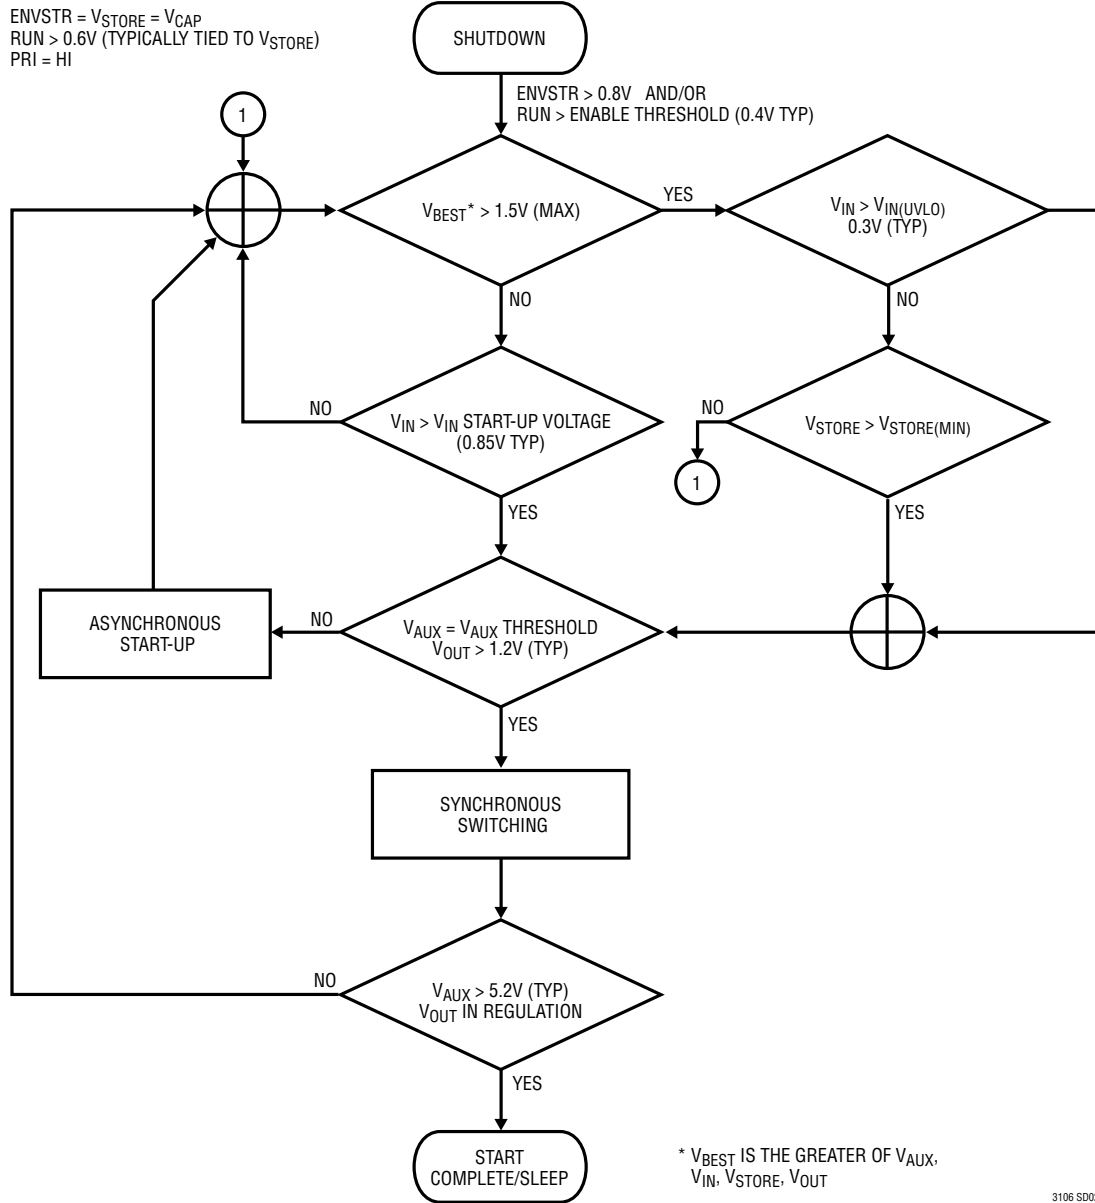 ENVSTR = VSTORE = VCAP
RUN > 0.6V (TYPICALLY TIED TO VSTORE)
PRI = HI
SHUTDOWN
ENVSTR > 0.8V AND/OR
RUN > ENABLE THRESHOLD (0.4V TYP)
1
VBEST* > 1.5V (MAX)
YES
VIN > VIN(UVLO)
0.3V (TYP)
NO
NO
NO
VIN > VIN START-UP VOLTAGE
(0.85V TYP)
NO
VSTORE > VSTORE(MIN)
1
YES
YES
ASYNCHRONOUS
START-UP
NO
VAUX = VAUX THRESHOLD
VOUT > 1.2V (TYP)
YES
SYNCHRONOUS
SWITCHING
NO
VAUX > 5.2V (TYP)
VOUT IN REGULATION
YES
START
COMPLETE/SLEEP
* VBEST IS THE GREATER OF VAUX,
VIN, VSTORE, VOUT